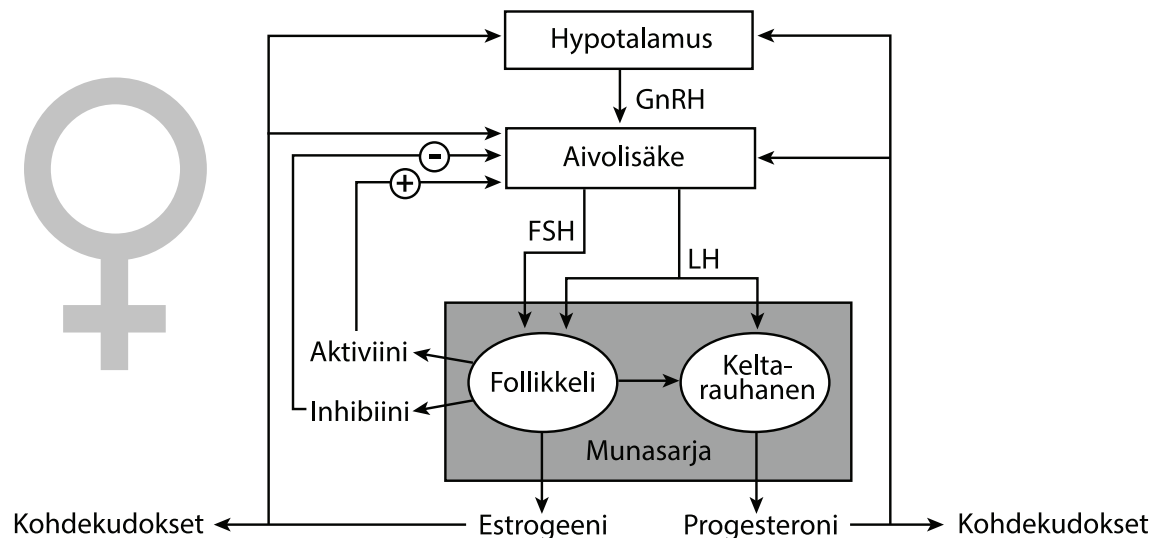 Hypotalamus
GnRH
-
Aivolisäke
+
FSH
LH
Aktiviini
Follikkeli
Kelta-
rauhanen
Inhibiini
Munasarja
Kohdekudokset
Estrogeeni
Progesteroni
Kohdekudokset